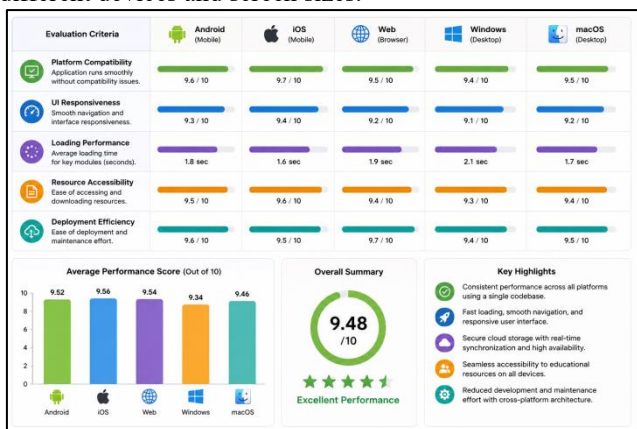 different devices and screen sizes.
Evaluation Criteria
Android
(Mobile)
iOS
(Mobile)
Web
(Browser)
Windows
(Desktop)
macOS
(Desktop)
Platform Compatibility
Application runs smoothly
without compatibility issues.
9.6 / 10
9.7 / 10
9.5 / 10
9.4 / 10
9.5 / 10
UI Responsiveness
Smooth navigation and
interface responsiveness.
9.3 / 10
9.4 / 10
9.2 / 10
9.1 / 10
9.2 / 10
Loading Performance
Average loading time
for key modules (seconds).
1.8 sec
1.6 sec
1.9 sec
2.1 sec
1.7 sec
Resource Accessibility
Ease of accessing and
downloading resources.
9.5 / 10
9.6 / 10
9.4 / 10
9.3 / 10
9.4 / 10
Deployment Efficiency
Ease of deployment and
maintenance effort.
9.6 / 10
9.5 / 10
9.7 / 10
9.4 / 10
9.5 / 10
Average Performance Score (Out of 10)
10
8
6
4
2
0
9.52
9.56
9.54
9.34
9.46
Android
iOS
Web
Windows
macOS
Overall Summary
9.48
/10
Excellent Performance
Key Highlights
Consistent performance across all platforms
using a single codebase.
Fast loading, smooth navigation, and
responsive user interface.
Secure cloud storage with real-time
synchronization and high availability.
Seamless accessibility to educational
resources on all devices.
Reduced development and maintenance
effort with cross-platform architecture.